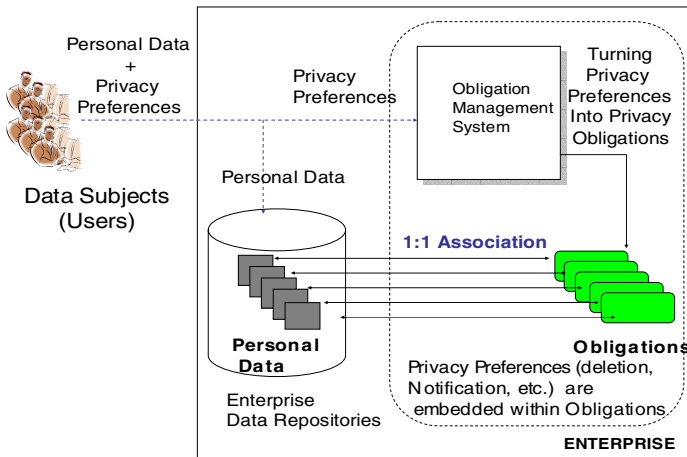 Personal Data
+
Privacy
Preferences
Data Subjects
(Users)
Privacy
Preferences
Obligation
Management
System
Turning
Privacy
Preferences
Into Privacy
Obligations
Personal Data
1:1 Association
Personal
Data
Obligations
Enterprise
Data Repositories
Privacy Preferences (deletion,
Notification, etc.) are
embedded within Obligations
ENTERPRISE